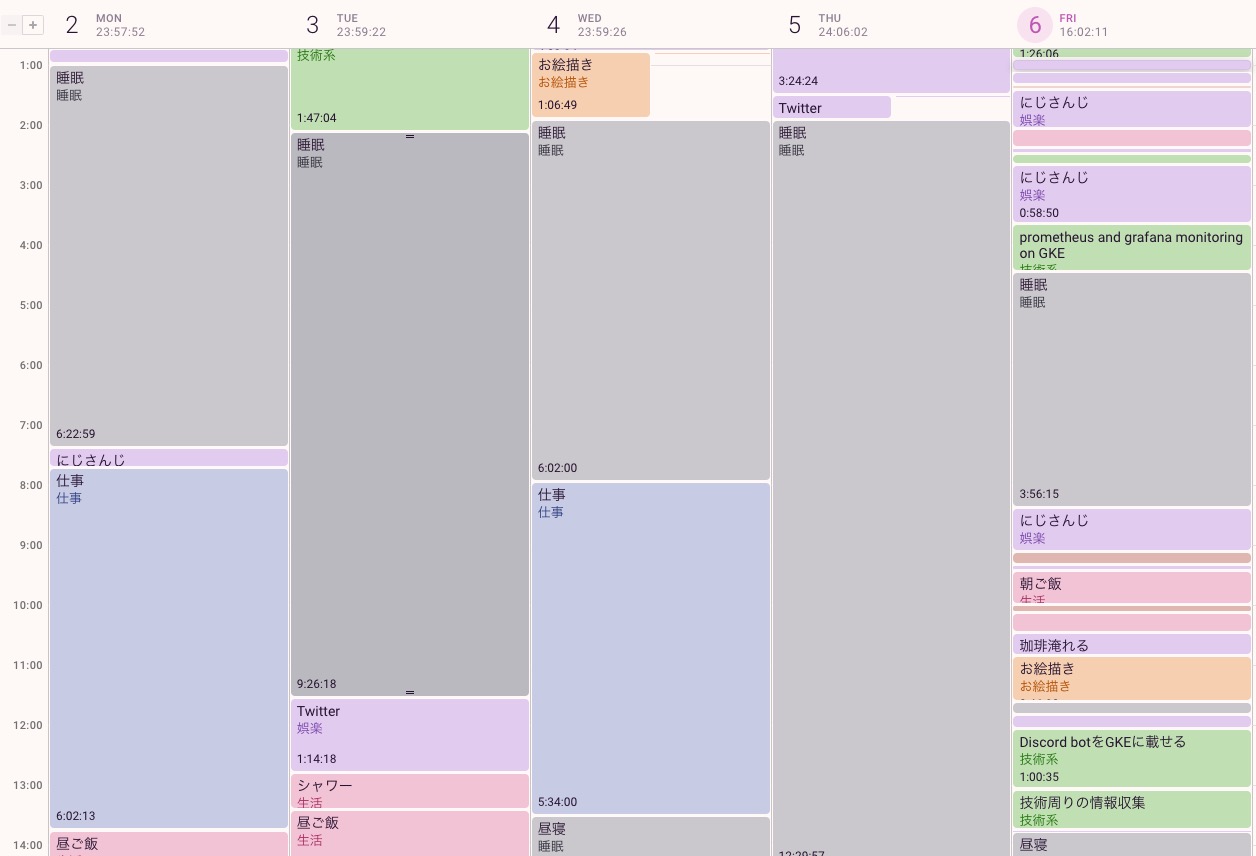 − +
2 MON 23:57:52
3 TUE 23:59:22
4 WED 23:59:26
5 THU 24:06:02
6 FRI 16:02:11
1:00
2:00
3:00
4:00
5:00
6:00
7:00
8:00
9:00
10:00
11:00
12:00
13:00
14:00
睡眠
睡眠
6:22:59
にじさんじ
仕事
仕事
6:02:13
昼ご飯
技術系
1:47:04
睡眠
睡眠
9:26:18
Twitter
娯楽
1:14:18
シャワー
生活
昼ご飯
生活
お絵描き
お絵描き
1:06:49
睡眠
睡眠
6:02:00
仕事
仕事
5:34:00
昼寝
睡眠
3:24:24
Twitter
睡眠
睡眠
12:29:57
1:26:06
にじさんじ
娯楽
にじさんじ
娯楽
0:58:50
prometheus and grafana monitoring
on GKE
技術系
睡眠
睡眠
3:56:15
にじさんじ
娯楽
朝ご飯
生活
珈琲淹れる
お絵描き
お絵描き
Discord botをGKEに載せる
技術系
1:00:35
技術周りの情報収集
技術系
昼寝